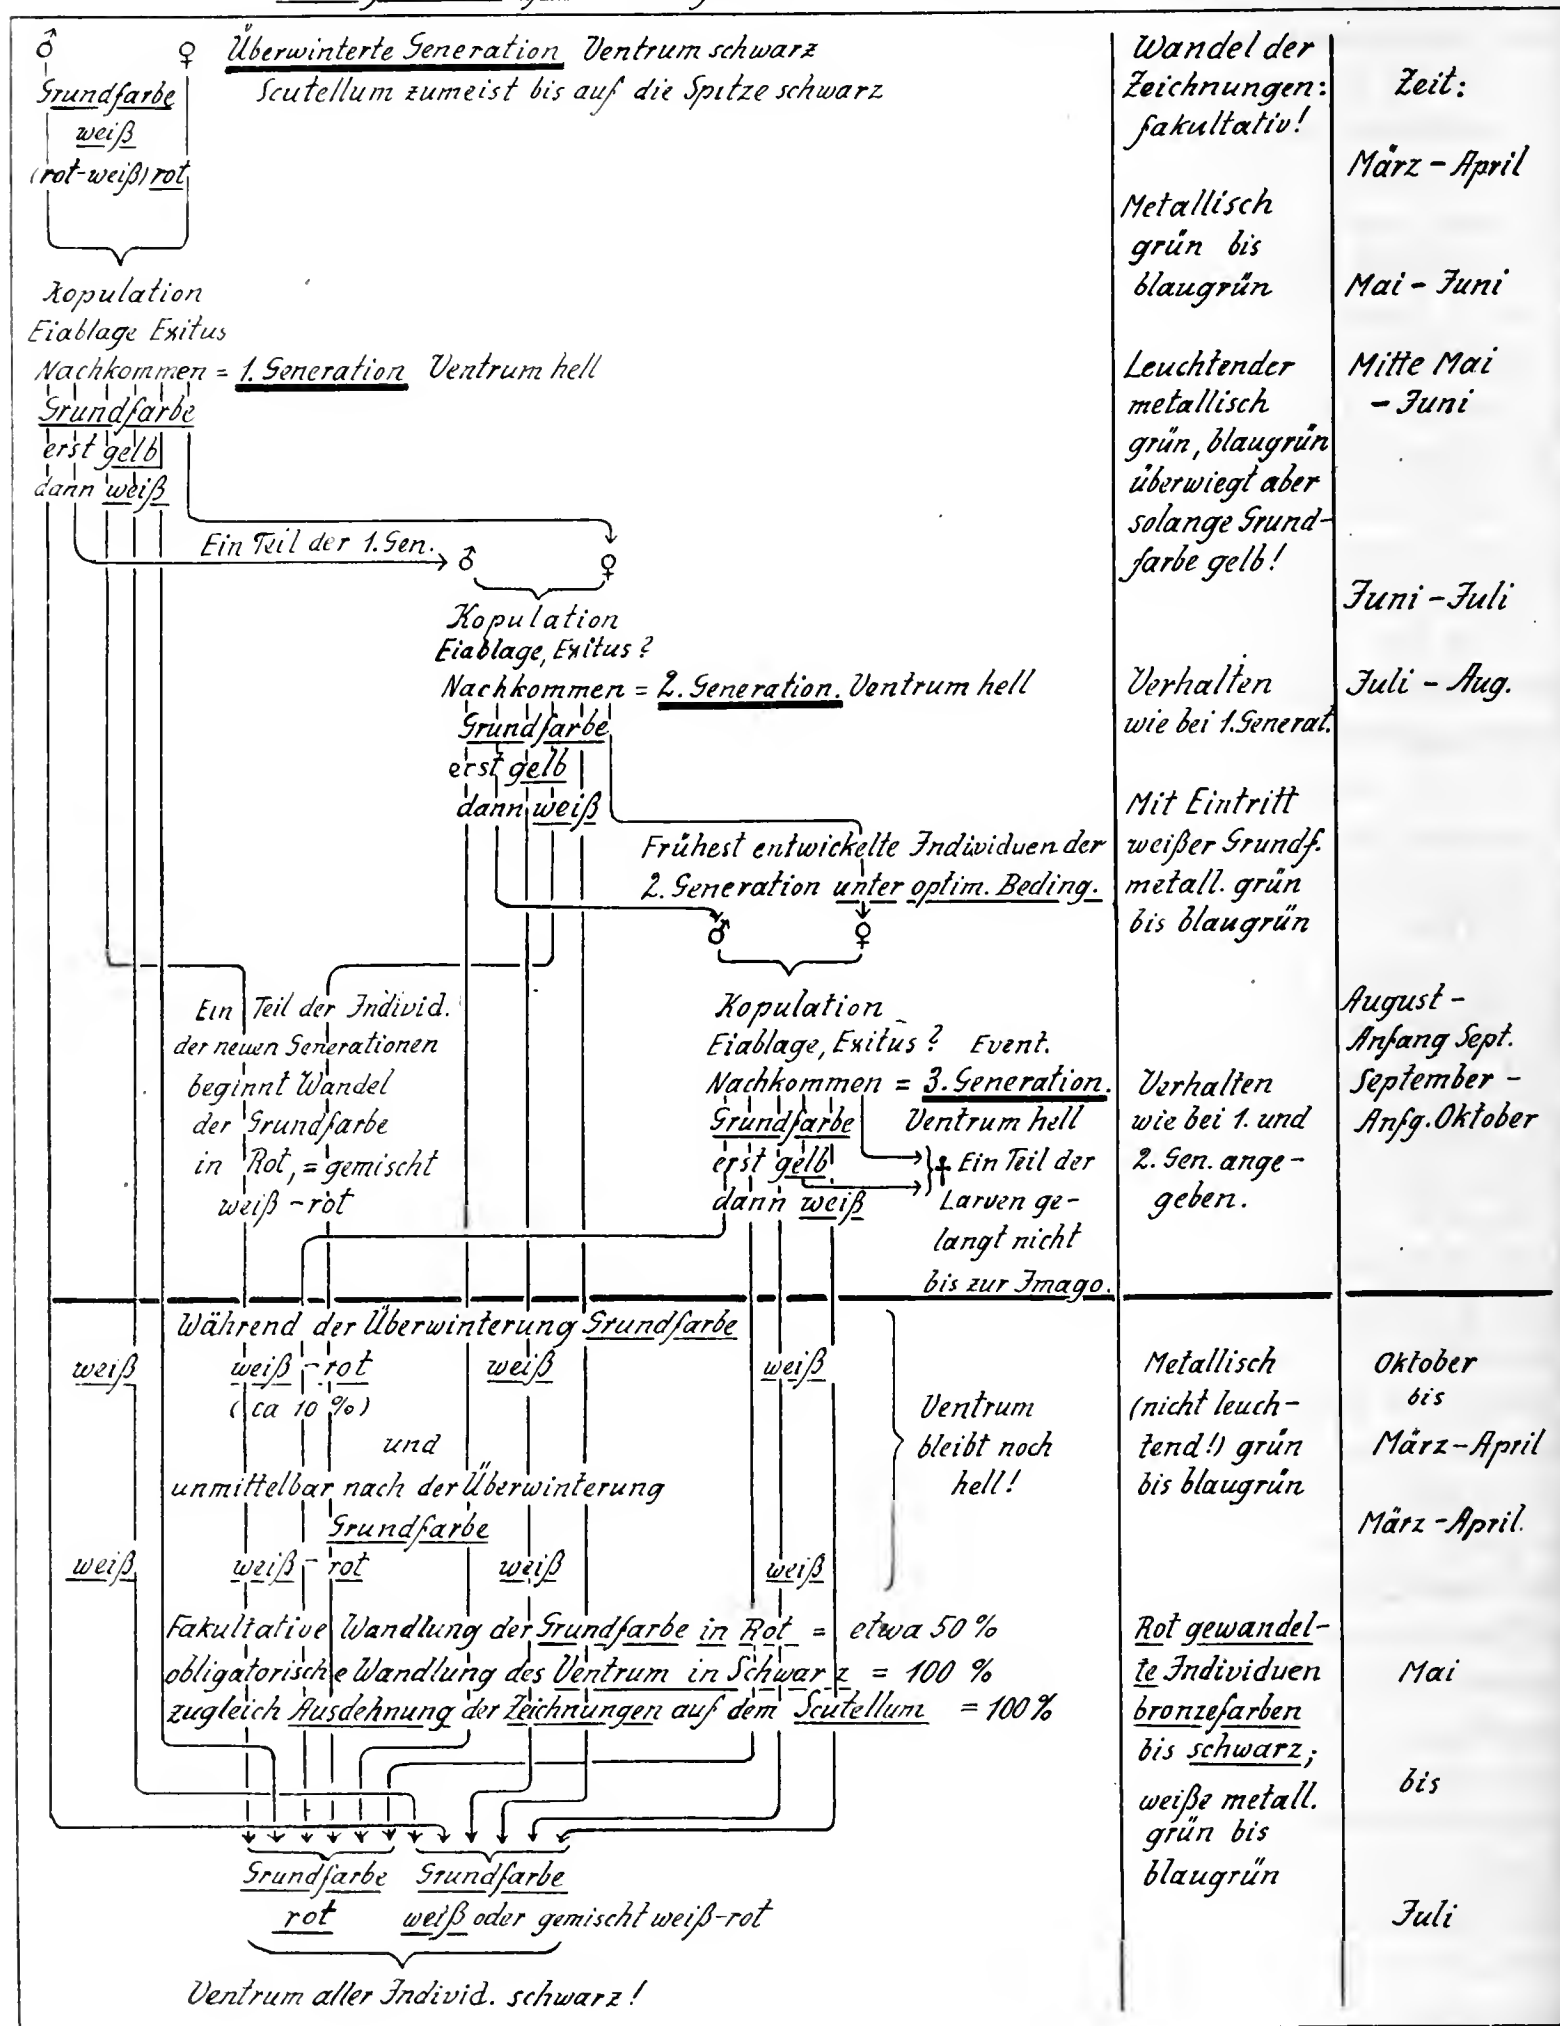 ♂ ♀ Überwinterte Generation Ventrum schwarz
Grundfarbe Scutellum zumeist bis auf die Spitze schwarz
weiß
(rot-weiß) rot
Kopulation
Eiablage Exitus
Nachkommen = 1. Generation Ventrum hell
Grundfarbe
erst gelb
dann weiß
Ein Teil der 1. Gen. ♂ ♀
Kopulation
Eiablage, Exitus?
Nachkommen = 2. Generation. Ventrum hell
Grundfarbe
erst gelb
dann weiß
Frühest entwickelte Individuen der
2. Generation unter optim. Beding.
♂ ♀
Ein Teil der Individ.
der neuen Generationen
beginnt Wandel
der Grundfarbe
in Rot, = gemischt
weiß-rot
Kopulation
Eiablage, Exitus? Event.
Nachkommen = 3. Generation.
Grundfarbe Ventrum hell
erst gelb
dann weiß
† Ein Teil der
Larven ge-
langt nicht
bis zur Imago.
Während der Überwinterung Grundfarbe
weiß weiß-rot weiß weiß
(ca 10 %)
und
unmittelbar nach der Überwinterung
Grundfarbe
weiß weiß-rot weiß weiß
Ventrum
bleibt noch
hell!
Fakultative Wandlung der Grundfarbe in Rot = etwa 50 %
obligatorische Wandlung des Ventrum in Schwarz = 100 %
zugleich Ausdehnung der Zeichnungen auf dem Scutellum = 100 %
Grundfarbe Grundfarbe
rot weiß oder gemischt weiß-rot
Ventrum aller Individ. schwarz!
Wandel der
Zeichnungen:
fakultativ!
Metallisch
grün bis
blaugrün
Leuchtender
metallisch
grün, blaugrün
überwiegt aber
solange Grund-
farbe gelb!
Verhalten
wie bei 1. Generat.
Mit Eintritt
weißer Grundf.
metall. grün
bis blaugrün
Verhalten
wie bei 1. und
2. Gen. ange-
geben.
Metallisch
(nicht leuch-
tend!) grün
bis blaugrün
Rot gewandel-
te Individuen
bronzefarben
bis schwarz;
weiße metall.
grün bis
blaugrün
Zeit:
März - April
Mai - Juni
Mitte Mai
- Juni
Juni - Juli
Juli - Aug.
August -
Anfang Sept.
September -
Anfg. Oktober
Oktober
bis
März-April
März - April.
Mai
bis
Juli